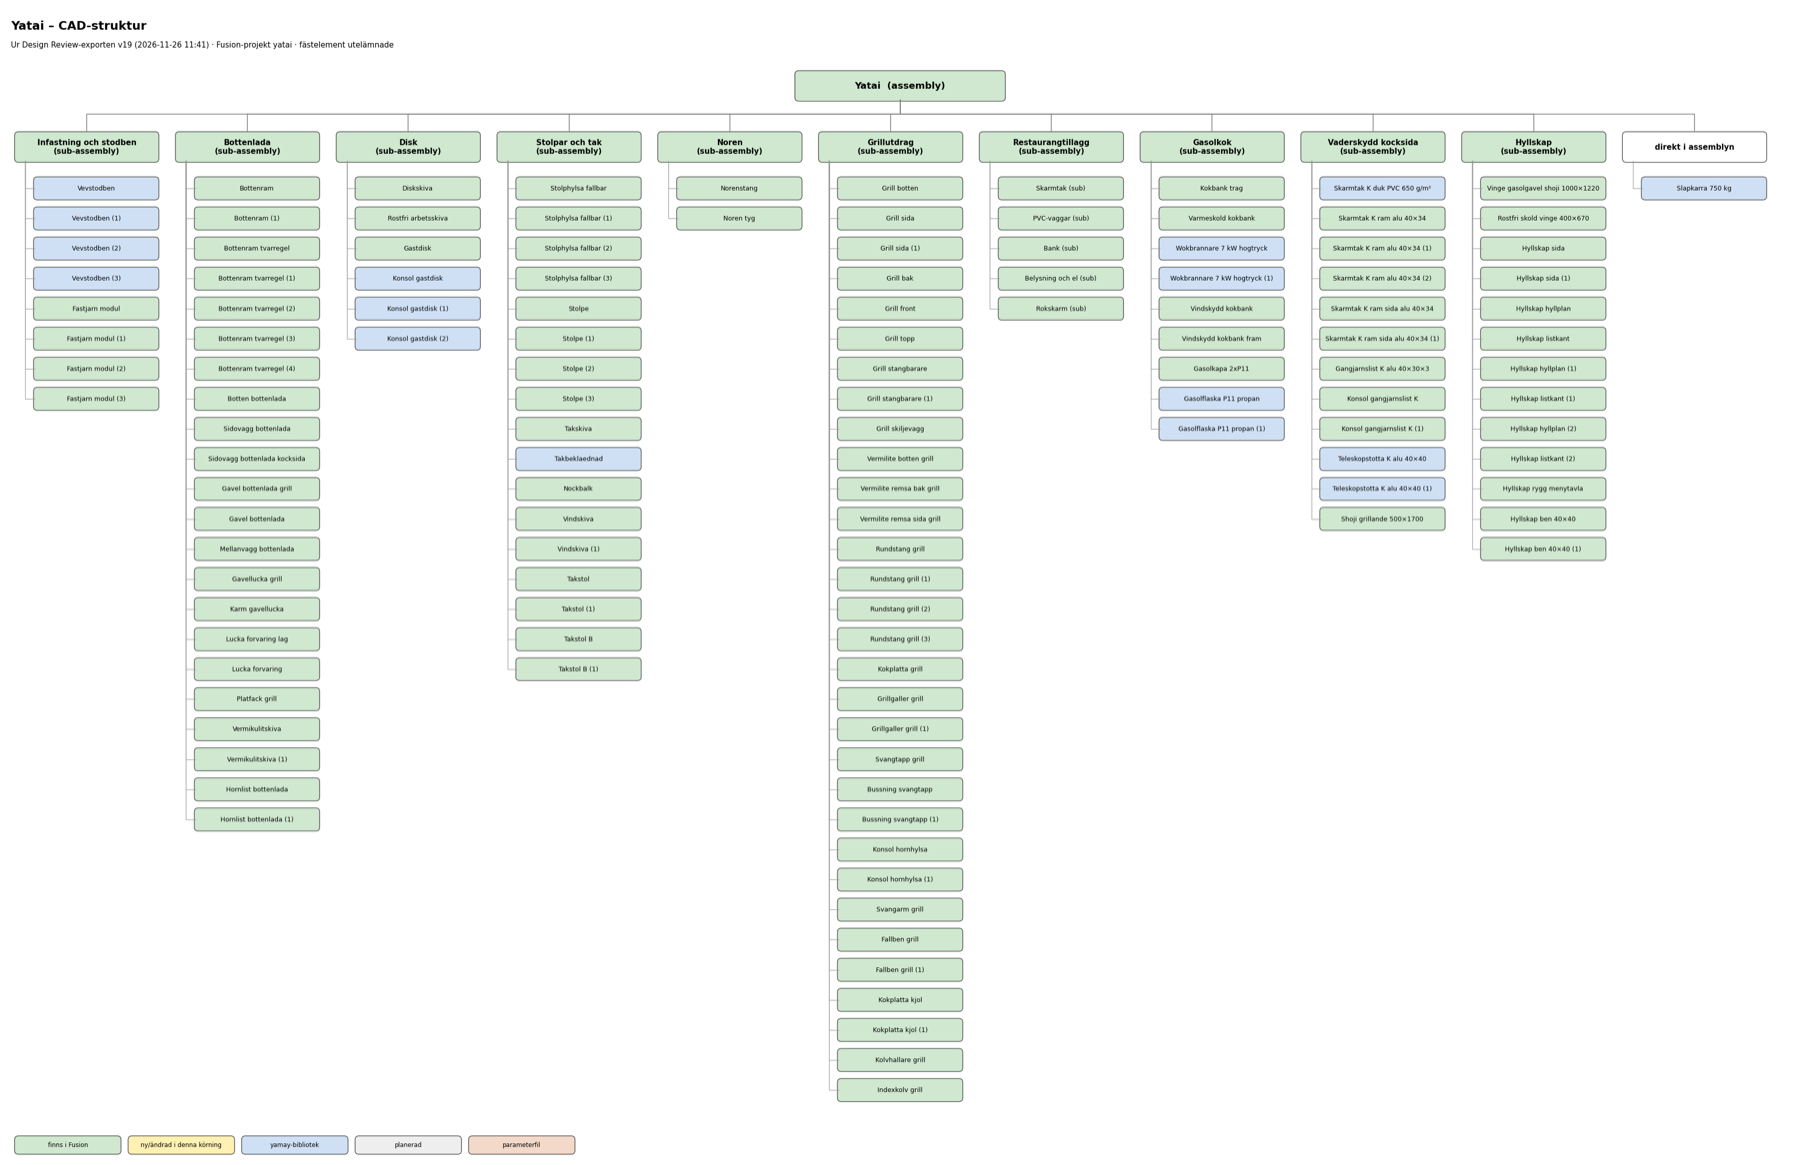 Yatai – CAD-struktur
Ur Design Review-exporten v19 (2026-11-26 11:41) · Fusion-projekt yatai · fästelement utelämnade
Yatai (assembly)
Infastning och stodben
(sub-assembly)
Vevstodben
Vevstodben (1)
Vevstodben (2)
Vevstodben (3)
Fastjarn modul
Fastjarn modul (1)
Fastjarn modul (2)
Fastjarn modul (3)
Bottenlada
(sub-assembly)
Bottenram
Bottenram (1)
Bottenram tvarregel
Bottenram tvarregel (1)
Bottenram tvarregel (2)
Bottenram tvarregel (3)
Bottenram tvarregel (4)
Botten bottenlada
Sidovagg bottenlada
Sidovagg bottenlada kocksida
Gavel bottenlada grill
Gavel bottenlada
Mellanvagg bottenlada
Gavellucka grill
Karm gavellucka
Lucka forvaring lag
Lucka forvaring
Platfack grill
Vermikulitskiva
Vermikulitskiva (1)
Hornlist bottenlada
Hornlist bottenlada (1)
Disk
(sub-assembly)
Diskskiva
Rostfri arbetsskiva
Gastdisk
Konsol gastdisk
Konsol gastdisk (1)
Konsol gastdisk (2)
Stolpar och tak
(sub-assembly)
Stolphylsa fallbar
Stolphylsa fallbar (1)
Stolphylsa fallbar (2)
Stolphylsa fallbar (3)
Stolpe
Stolpe (1)
Stolpe (2)
Stolpe (3)
Takskiva
Takbeklaednad
Nockbalk
Vindskiva
Vindskiva (1)
Takstol
Takstol (1)
Takstol B
Takstol B (1)
Noren
(sub-assembly)
Norenstang
Noren tyg
Grillutdrag
(sub-assembly)
Grill botten
Grill sida
Grill sida (1)
Grill bak
Grill front
Grill topp
Grill stangbarare
Grill stangbarare (1)
Grill skiljevagg
Vermilite botten grill
Vermilite remsa bak grill
Vermilite remsa sida grill
Rundstang grill
Rundstang grill (1)
Rundstang grill (2)
Rundstang grill (3)
Kokplatta grill
Grillgaller grill
Grillgaller grill (1)
Svangtapp grill
Bussning svangtapp
Bussning svangtapp (1)
Konsol hornhylsa
Konsol hornhylsa (1)
Svangarm grill
Fallben grill
Fallben grill (1)
Kokplatta kjol
Kokplatta kjol (1)
Kolvhallare grill
Indexkolv grill
Restaurangtillagg
(sub-assembly)
Skarmtak (sub)
PVC-vaggar (sub)
Bank (sub)
Belysning och el (sub)
Rokskarm (sub)
Gasolkok
(sub-assembly)
Kokbank trag
Varmeskold kokbank
Wokbrannare 7 kW hogtryck
Wokbrannare 7 kW hogtryck (1)
Vindskydd kokbank
Vindskydd kokbank fram
Gasolkapa 2xP11
Gasolflaska P11 propan
Gasolflaska P11 propan (1)
Vaderskydd kocksida
(sub-assembly)
Skarmtak K duk PVC 650 g/m²
Skarmtak K ram alu 40×34
Skarmtak K ram alu 40×34 (1)
Skarmtak K ram alu 40×34 (2)
Skarmtak K ram sida alu 40×34
Skarmtak K ram sida alu 40×34 (1)
Gangjarnslist K alu 40×30×3
Konsol gangjarnslist K
Konsol gangjarnslist K (1)
Teleskopstotta K alu 40×40
Teleskopstotta K alu 40×40 (1)
Shoji grillande 500×1700
Hyllskap
(sub-assembly)
Vinge gasolgavel shoji 1000×1220
Rostfri skold vinge 400×670
Hyllskap sida
Hyllskap sida (1)
Hyllskap hyllplan
Hyllskap listkant
Hyllskap hyllplan (1)
Hyllskap listkant (1)
Hyllskap hyllplan (2)
Hyllskap listkant (2)
Hyllskap rygg menytavla
Hyllskap ben 40×40
Hyllskap ben 40×40 (1)
direkt i assemblyn
Slapkarra 750 kg
finns i Fusion
ny/ändrad i denna körning
yamay-bibliotek
planerad
parameterfil